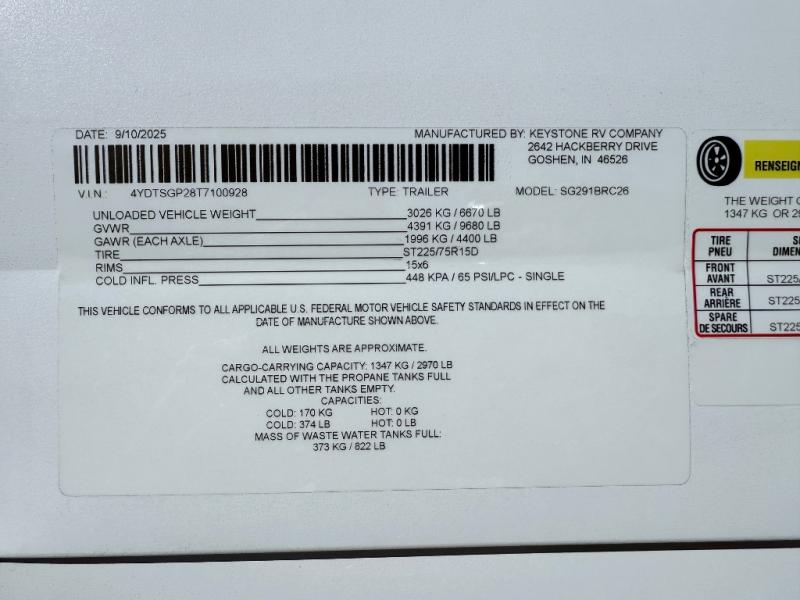 DATE: 9/10/2025
MANUFACTURED BY: KEYSTONE RV COMPANY
2642 HACKBERRY DRIVE
GOSHEN, IN 46526
V.I.N.: 4YDTSGP28T7100928 TYPE: TRAILER MODEL: SG291BRC26
UNLOADED VEHICLE WEIGHT 3026 KG / 6670 LB
GVWR 4391 KG / 9680 LB
GAWR (EACH AXLE) 1996 KG / 4400 LB
TIRE ST225/75R15D
RIMS 15x6
COLD INFL. PRESS 448 KPA / 65 PSI/LPC - SINGLE
THIS VEHICLE CONFORMS TO ALL APPLICABLE U.S. FEDERAL MOTOR VEHICLE SAFETY STANDARDS IN EFFECT ON THE
DATE OF MANUFACTURE SHOWN ABOVE.
ALL WEIGHTS ARE APPROXIMATE.
CARGO-CARRYING CAPACITY: 1347 KG / 2970 LB
CALCULATED WITH THE PROPANE TANKS FULL
AND ALL OTHER TANKS EMPTY.
CAPACITIES:
COLD: 170 KG HOT: 0 KG
COLD: 374 LB HOT: 0 LB
MASS OF WASTE WATER TANKS FULL:
373 KG / 822 LB
RENSEIGN
THE WEIGHT
1347 KG OR
TIRE
PNEU
DIMEN
FRONT
AVANT
ST225
REAR
ARRIÈRE
ST225
SPARE
DE SECOURS
ST225